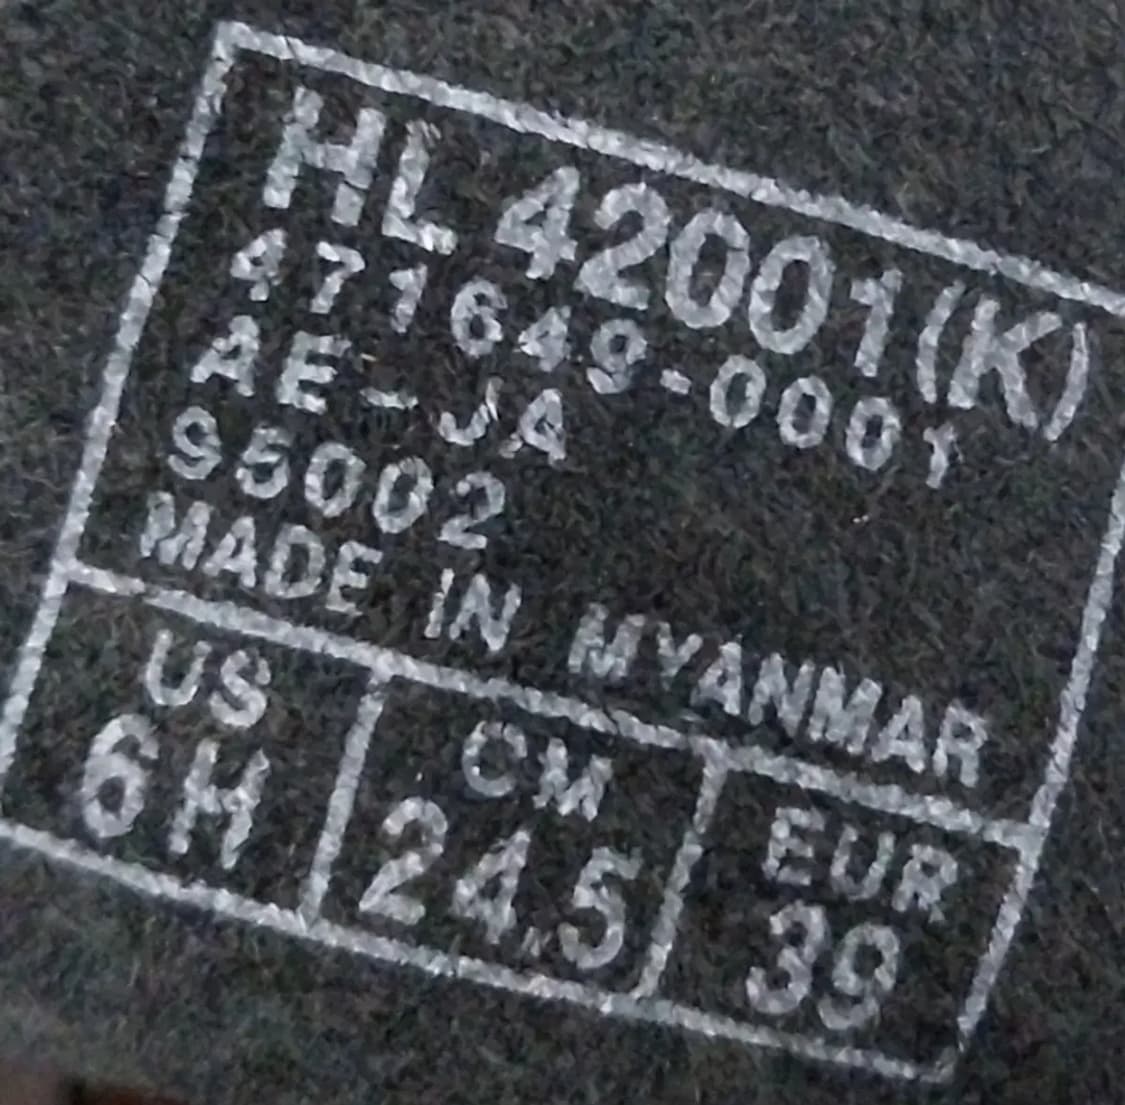 HL42001(K)
471649-0001
AE-JA
95002
MADE IN MYANMAR
US CM EUR
6H 24.5 39